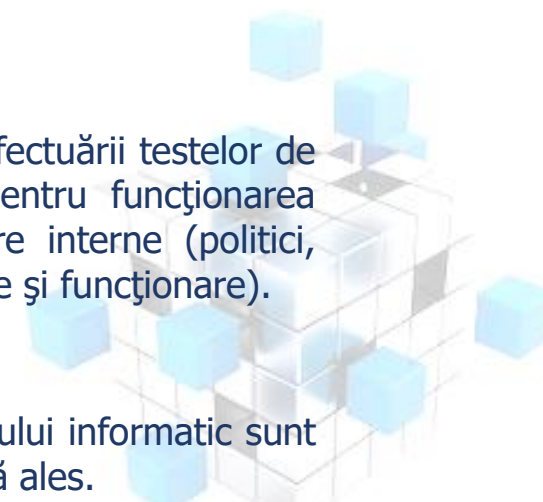 fectuării testelor de
entru funcţionarea
re interne (politici,
e şi funcţionare).
ului informatic sunt
ă ales.